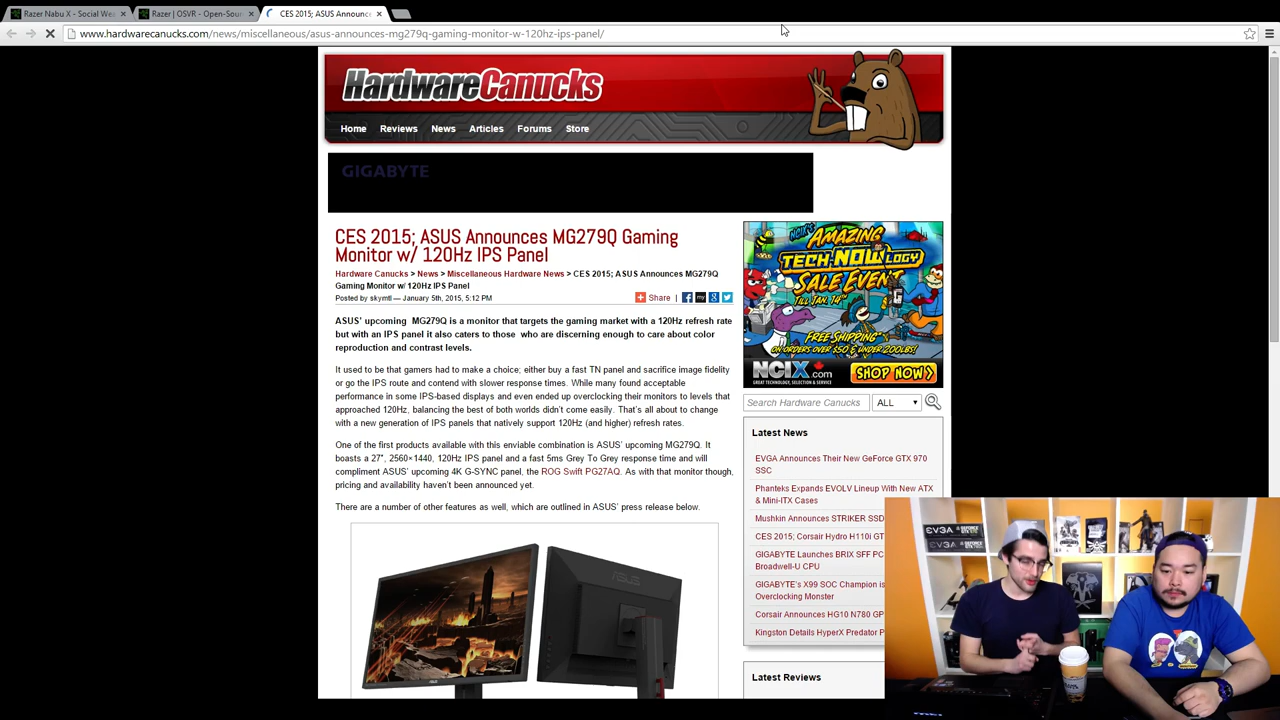 Razer Nabu X - Social Wea
Razer | OSVR - Open-Sour
CES 2015; ASUS Announce
www.hardwarecanucks.com/news/miscellaneous/asus-announces-mg279q-gaming-monitor-w-120hz-ips-panel/
HardwareCanucks
Home Reviews News Articles Forums Store
GIGABYTE
CES 2015; ASUS Announces MG279Q Gaming
Monitor w/ 120Hz IPS Panel
Hardware Canucks > News > Miscellaneous Hardware News > CES 2015; ASUS Announces MG279Q
Gaming Monitor w/ 120Hz IPS Panel
Posted by skymtl — January 5th, 2015, 5:12 PM
Share |
ASUS' upcoming MG279Q is a monitor that targets the gaming market with a 120Hz refresh rate
but with an IPS panel it also caters to those who are discerning enough to care about color
reproduction and contrast levels.
It used to be that gamers had to make a choice; either buy a fast TN panel and sacrifice image fidelity
or go the IPS route and contend with slower response times. While many found acceptable
performance in some IPS-based displays and even ended up overclocking their monitors to levels that
approached 120Hz, balancing the best of both worlds didn't come easily. That's all about to change
with a new generation of IPS panels that natively support 120Hz (and higher) refresh rates.
One of the first products available with this enviable combination is ASUS' upcoming MG279Q. It
boasts a 27", 2560×1440, 120Hz IPS panel and a fast 5ms Grey To Grey response time and will
compliment ASUS' upcoming 4K G-SYNC panel, the ROG Swift PG27AQ. As with that monitor though,
pricing and availability haven't been announced yet.
There are a number of other features as well, which are outlined in ASUS' press release below.
ASUS
NCIX's
AMAZING
TECH-NOW-LOGY
SALE EVENT
TILL JAN. 14TH
FREE SHIPPING*
ON ORDERS OVER $50 & UNDER 200LBS!
NCIX.com
GREAT TECHNOLOGY, SELECTION & SERVICE
SHOP NOW
Search Hardware Canucks ALL
Latest News
EVGA Announces Their New GeForce GTX 970
SSC
Phanteks Expands EVOLV Lineup With New ATX
& Mini-ITX Cases
Mushkin Announces STRIKER SSD
CES 2015; Corsair Hydro H110i GT
GIGABYTE Launches BRIX SFF PC
Broadwell-U CPU
GIGABYTE's X99 SOC Champion is
Overclocking Monster
Corsair Announces HG10 N780 GP
Kingston Details HyperX Predator P
Latest Reviews
EVGA